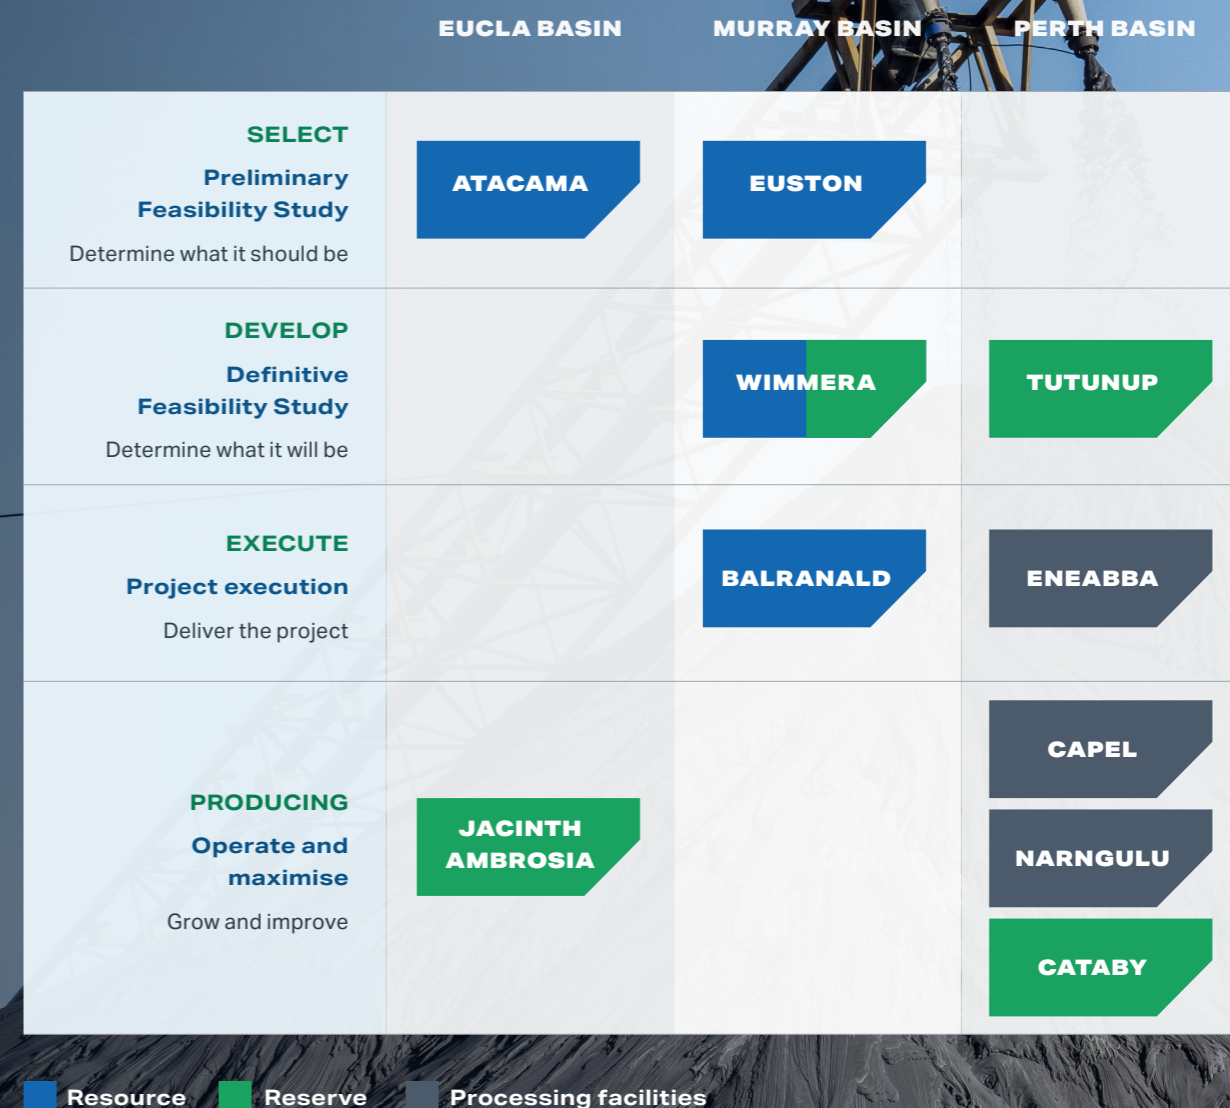 EUCLA BASIN
MURRAY BASIN
PERTH BASIN
SELECT
Preliminary
Feasibility Study
Determine what it should be
ATACAMA
EUSTON
DEVELOP
Definitive
Feasibility Study
Determine what it will be
WIMMERA
TUTUNUP
EXECUTE
Project execution
Deliver the project
BALRANALD
ENEABBA
PRODUCING
Operate and
maximise
Grow and improve
JACINTH
AMBROSIA
CAPEL
NARNGULU
CATABY
Resource
Reserve
Processing facilities